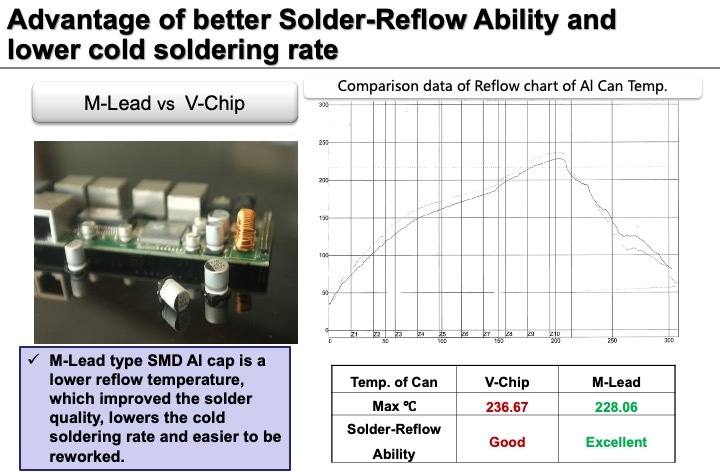 Advantage of better Solder-Reflow Ability and
lower cold soldering rate
M-Lead vs V-Chip
Comparison data of Reflow chart of Al Can Temp.
300
250
200
150
100
50
0
Z1 Z2 Z3 Z4 Z5 Z6 Z7 Z8 Z9 Z10
0 50 100 150 200 250 300
✓ M-Lead type SMD Al cap is a
lower reflow temperature,
which improved the solder
quality, lowers the cold
soldering rate and easier to be
reworked.
Temp. of Can V-Chip M-Lead
Max ℃ 236.67 228.06
Solder-Reflow
Ability Good Excellent